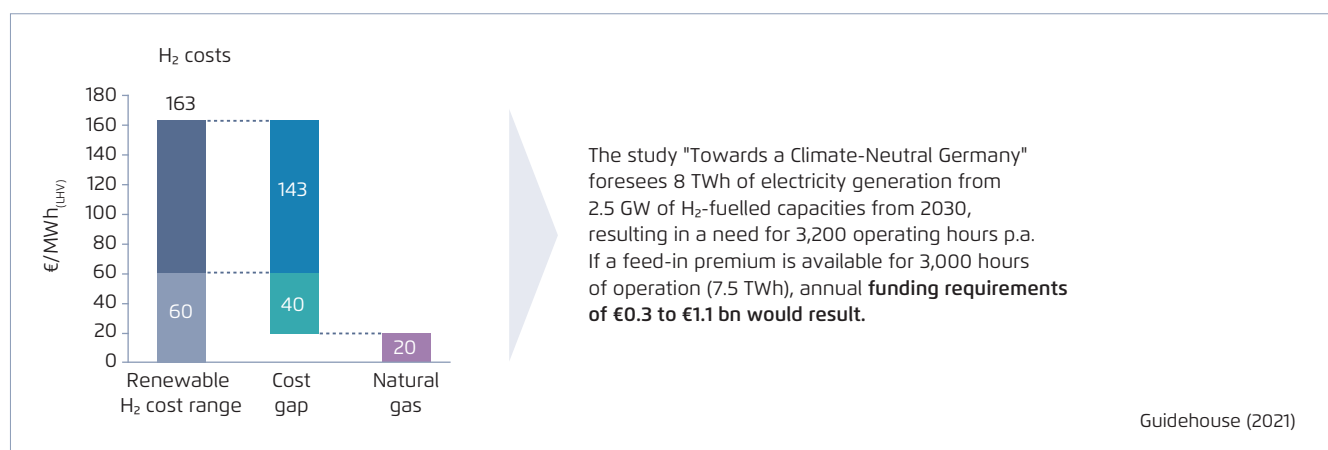 H₂ costs
€/MWh(LHV)
180
160
140
120
100
80
60
40
20
0
163
60
143
40
20
Renewable
H₂ cost range
Cost
gap
Natural
gas
The study "Towards a Climate-Neutral Germany"
foresees 8 TWh of electricity generation from
2.5 GW of H₂-fuelled capacities from 2030,
resulting in a need for 3,200 operating hours p.a.
If a feed-in premium is available for 3,000 hours
of operation (7.5 TWh), annual funding requirements
of €0.3 to €1.1 bn would result.
Guidehouse (2021)